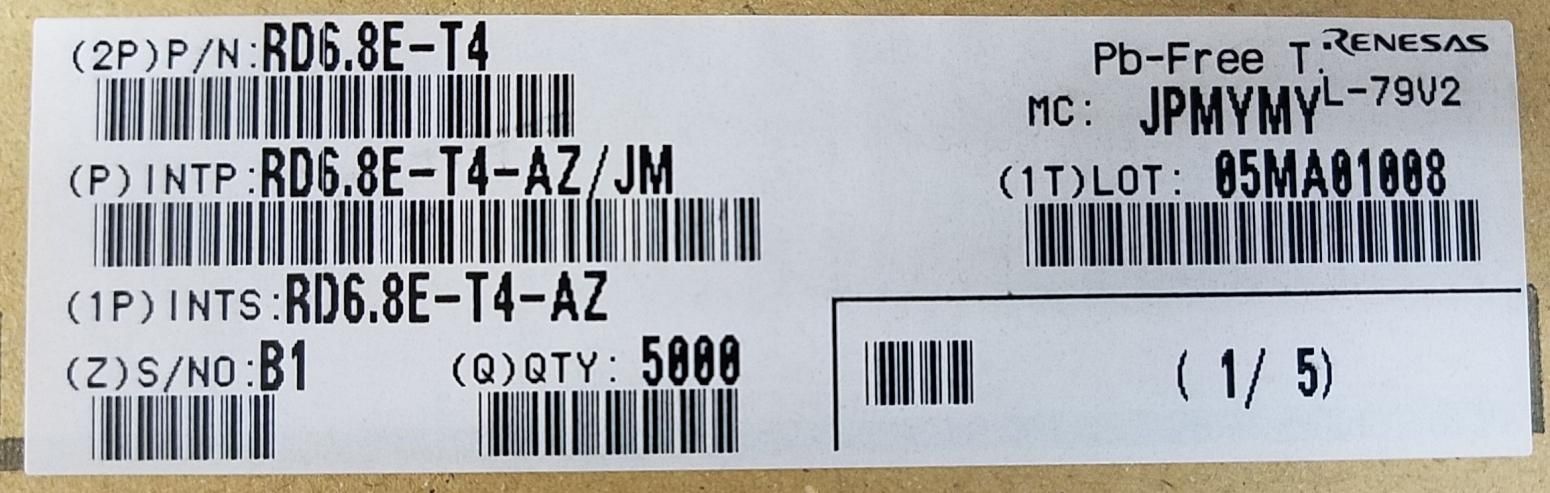 (2P)P/N:RD6.8E-T4
Pb-Free T. RENESAS
MC: JPMYMY L-79V2
(P)INTP:RD6.8E-T4-AZ/JM
(1T)LOT: 05MA01008
(1P)INTS:RD6.8E-T4-AZ
(Z)S/NO:B1 (Q)QTY: 5000
( 1/ 5)